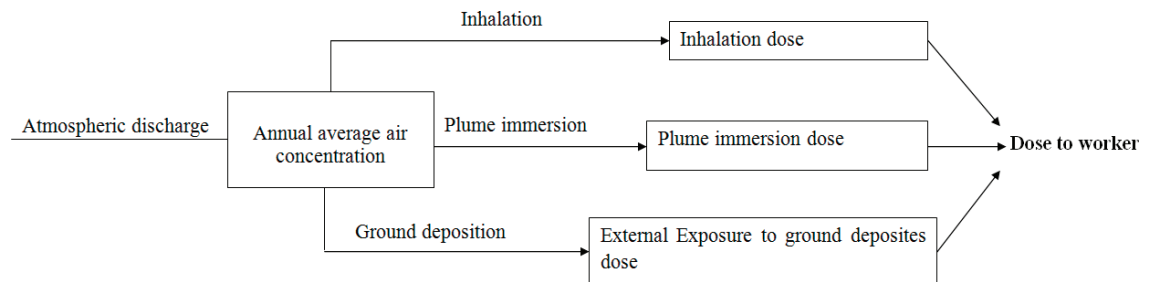 Inhalation
Inhalation dose
Atmospheric discharge
Annual average air
concentration
Plume immersion
Plume immersion dose
Dose to worker
Ground deposition
External Exposure to ground deposites
dose